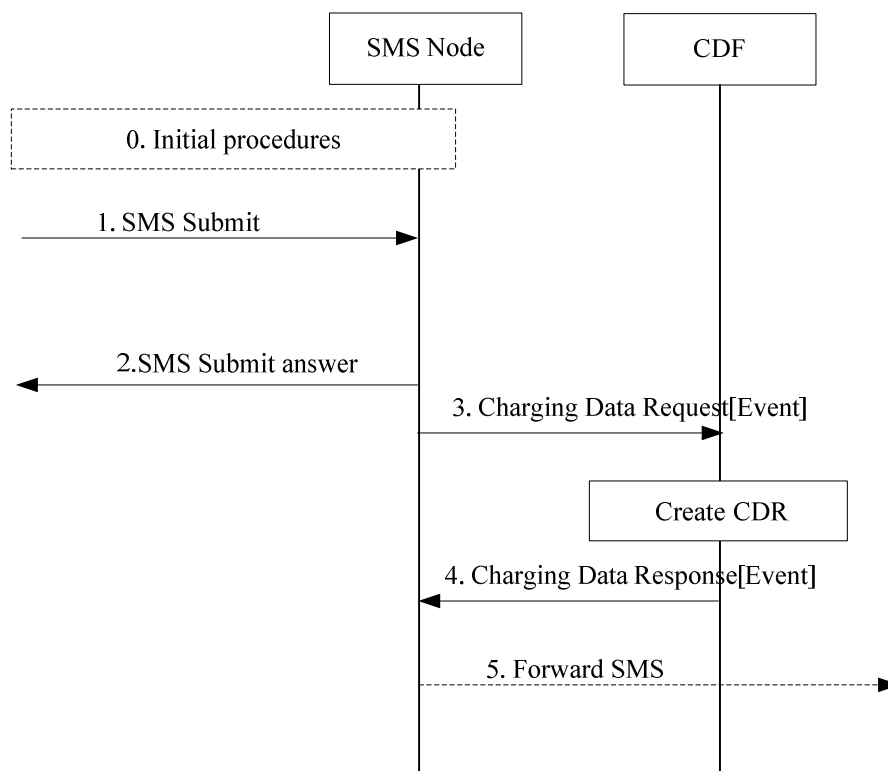 SMS Node
CDF
0. Initial procedures
1. SMS Submit
2.SMS Submit answer
3. Charging Data Request[Event]
Create CDR
4. Charging Data Response[Event]
5. Forward SMS